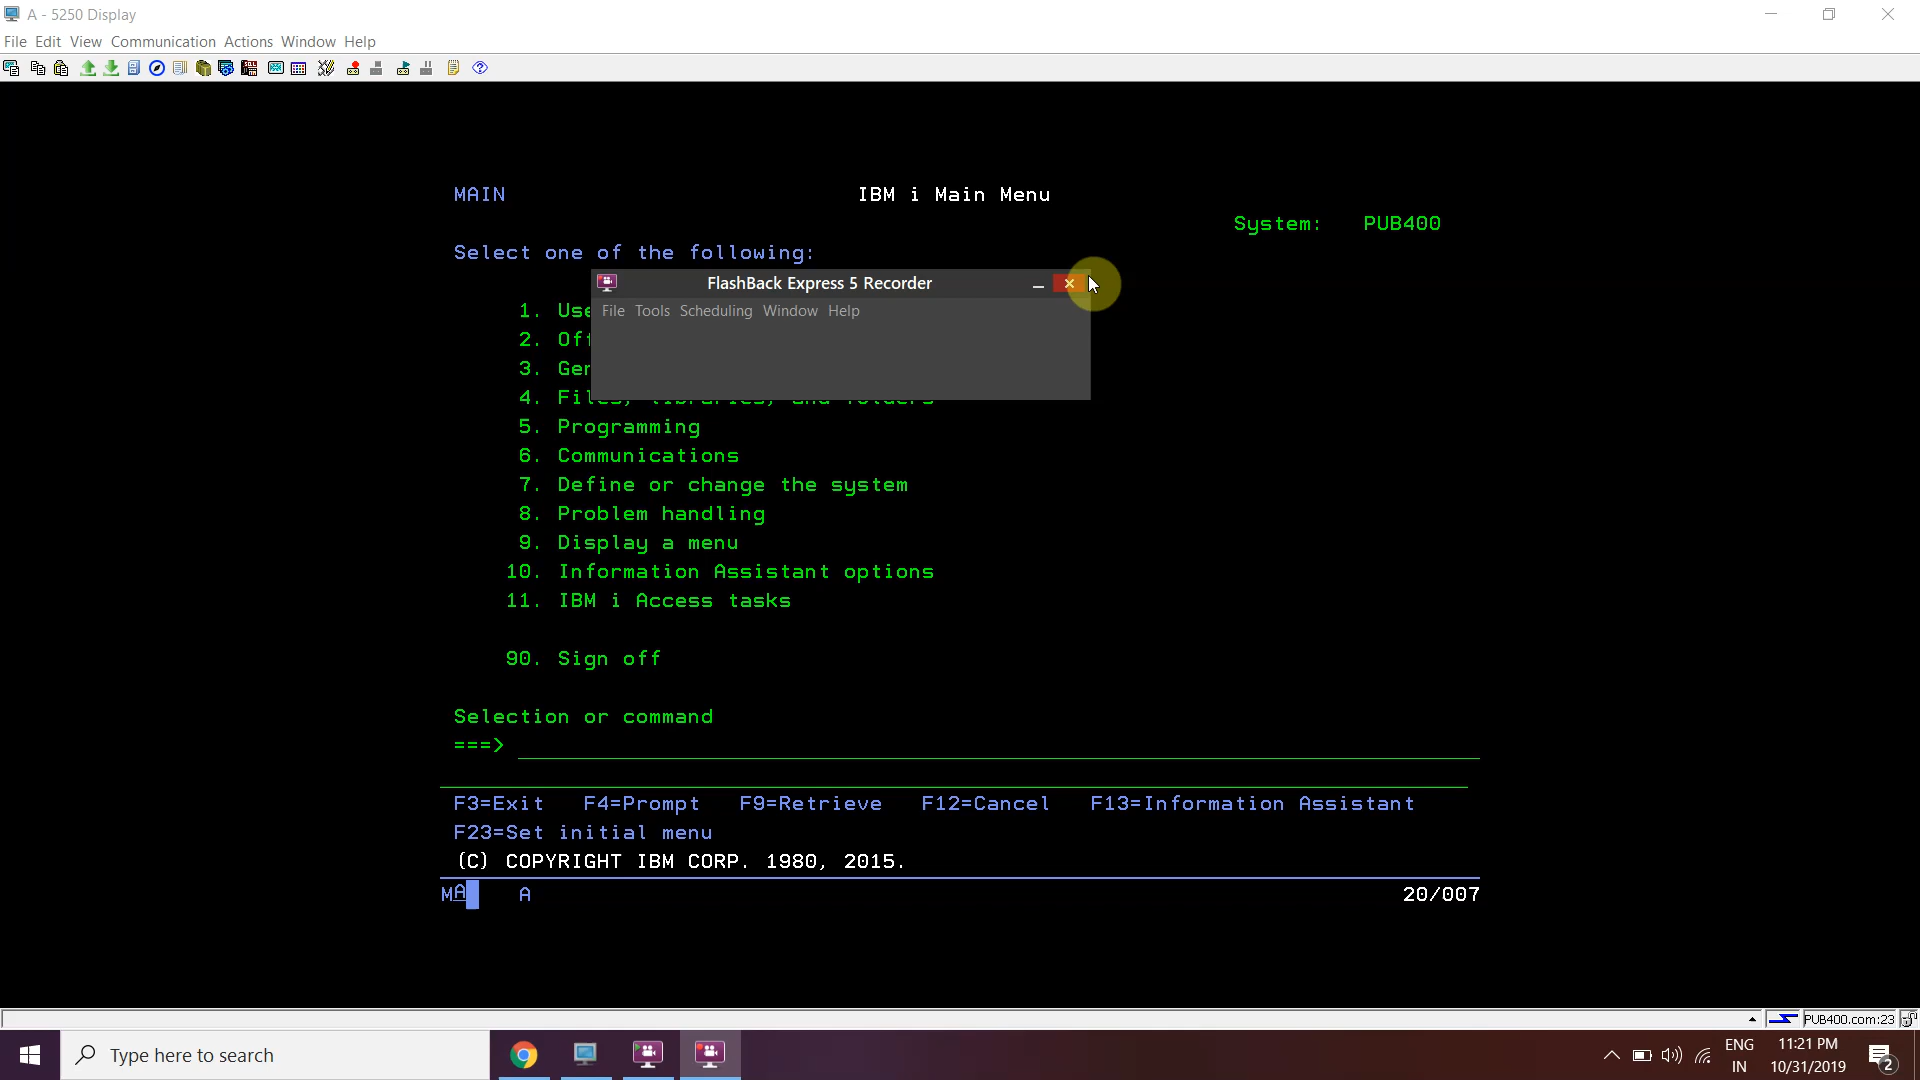 A - 5250 Display
File Edit View Communication Actions Window Help
MAIN IBM i Main Menu
System: PUB400
Select one of the following:
FlashBack Express 5 Recorder
File Tools Scheduling Window Help
1. Use
2. Of
3. Ger
4. Files, libraries, and folders
5. Programming
6. Communications
7. Define or change the system
8. Problem handling
9. Display a menu
10. Information Assistant options
11. IBM i Access tasks
90. Sign off
Selection or command
===>
F3=Exit F4=Prompt F9=Retrieve F12=Cancel F13=Information Assistant
F23=Set initial menu
(C) COPYRIGHT IBM CORP. 1980, 2015.
MA A 20/007
PUB400.com:23
Type here to search
ENG
IN
11:21 PM
10/31/2019
2